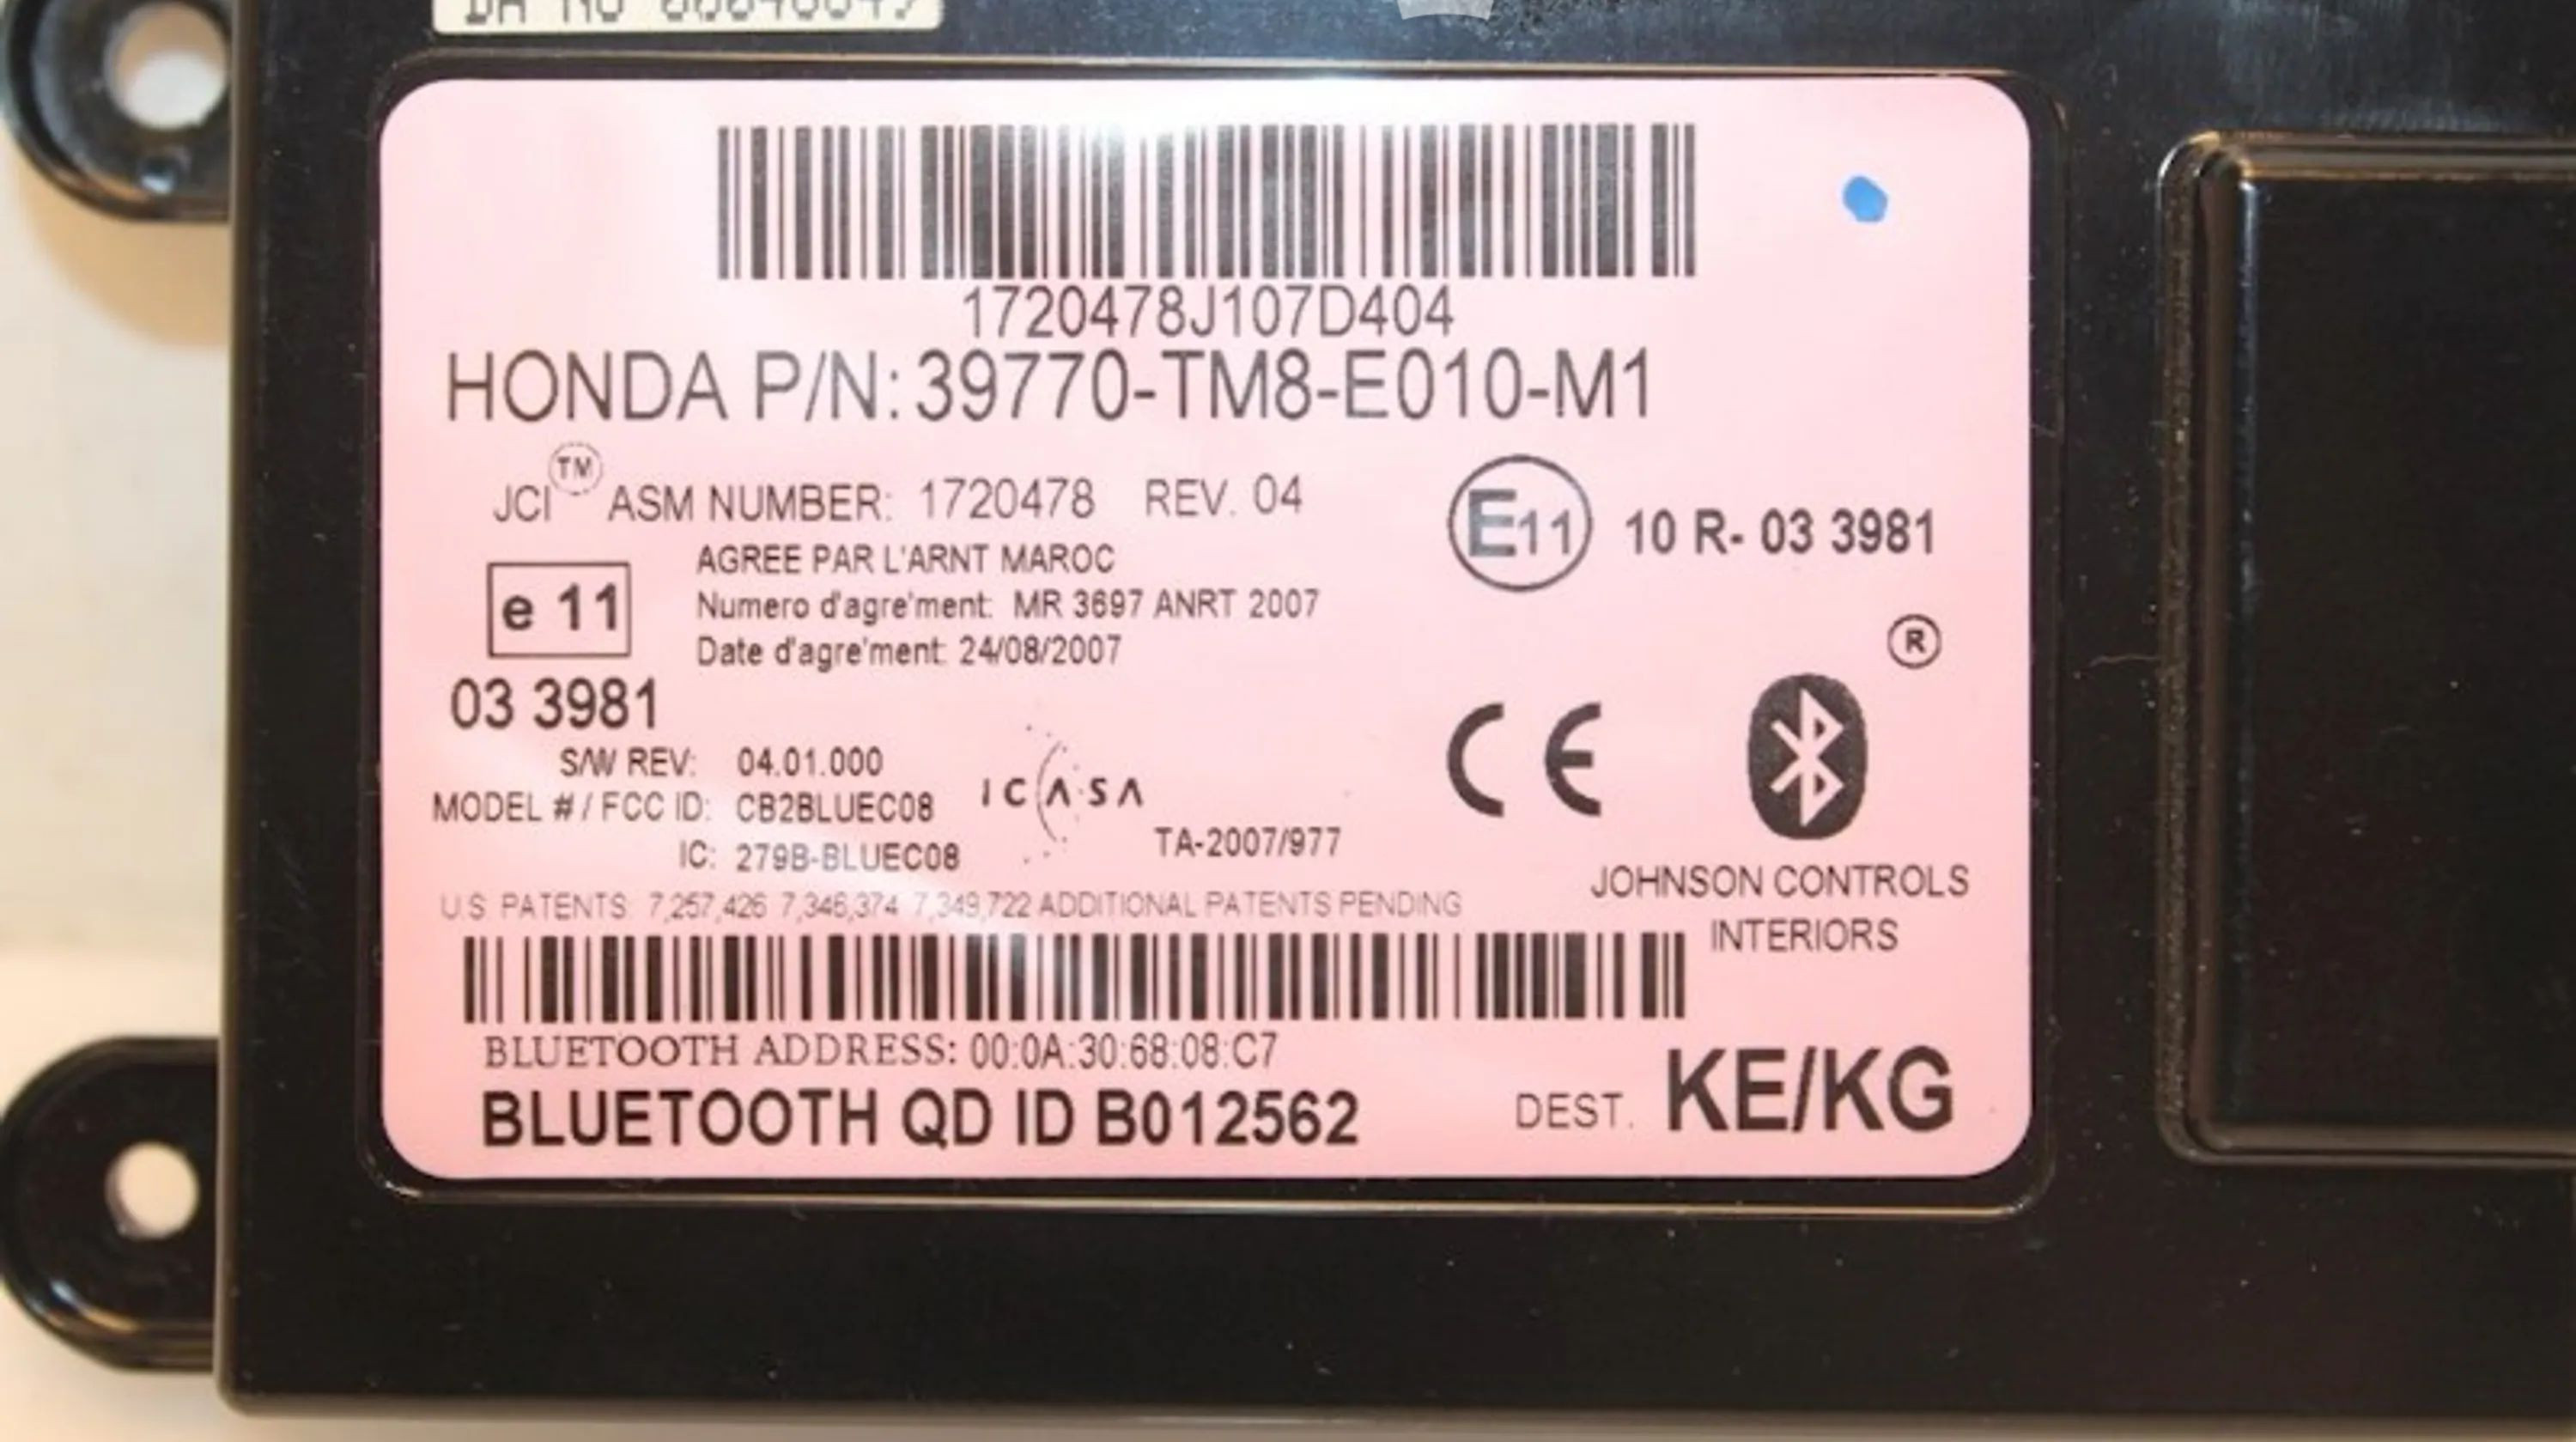 DA NO
1720478J107D404
HONDA P/N: 39770-TM8-E010-M1
JCI™ ASM NUMBER: 1720478 REV. 04
E11 10 R- 03 3981
e 11
AGREE PAR L'ARNT MAROC
Numero d'agre'ment: MR 3697 ANRT 2007
Date d'agre'ment: 24/08/2007
®
03 3981
S/W REV: 04.01.000
MODEL # / FCC ID: CB2BLUEC08
IC: 279B-BLUEC08
ICASA
TA-2007/977
CE
JOHNSON CONTROLS
INTERIORS
U.S. PATENTS: 7,257,426 7,346,374 7,349,722 ADDITIONAL PATENTS PENDING
BLUETOOTH ADDRESS: 00:0A:30:68:08:C7
BLUETOOTH QD ID B012562
DEST. KE/KG